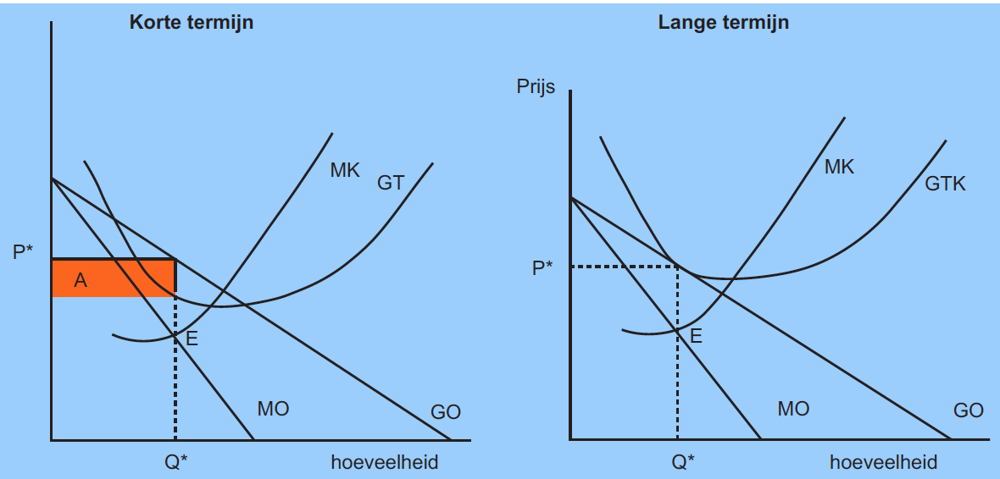 Korte termijn
MK
GT
P*
A
E
MO
GO
Q*
hoeveelheid
Lange termijn
Prijs
MK
GTK
P*
E
MO
GO
Q*
hoeveelheid